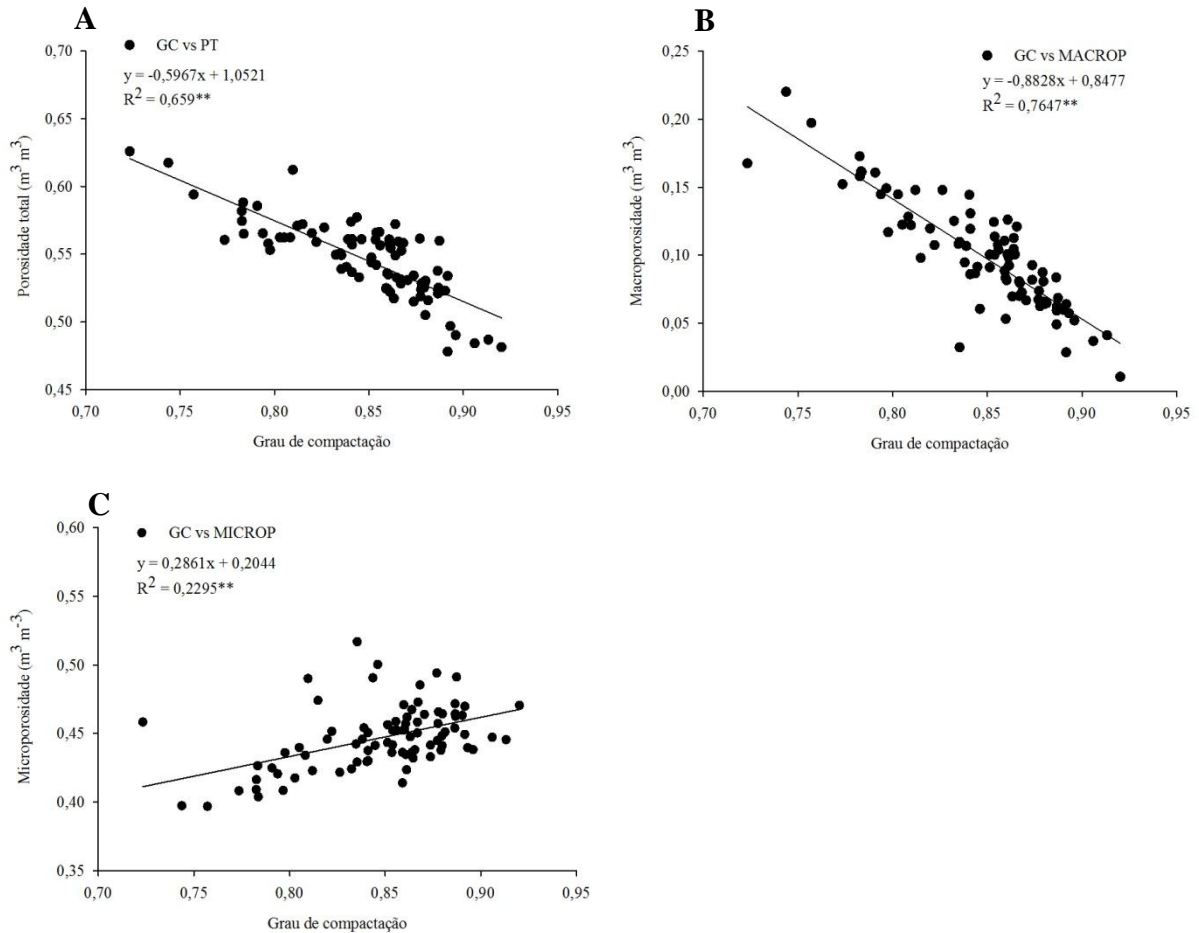 A
GC vs PT
y = -0,5967x + 1,0521
R² = 0,659**
0,70
0,65
0,60
0,55
0,50
0,45
Porosidade total (m³ m³)
0,70 0,75 0,80 0,85 0,90 0,95
Grau de compactação
B
GC vs MACROP
y = -0,8828x + 0,8477
R² = 0,7647**
0,25
0,20
0,15
0,10
0,05
0,00
Macroporosidade (m³ m³)
0,70 0,75 0,80 0,85 0,90 0,95
Grau de compactação
C
GC vs MICROP
y = 0,2861x + 0,2044
R² = 0,2295**
0,60
0,55
0,50
0,45
0,40
0,35
Microporosidade (m³ m⁻³)
0,70 0,75 0,80 0,85 0,90 0,95
Grau de compactação